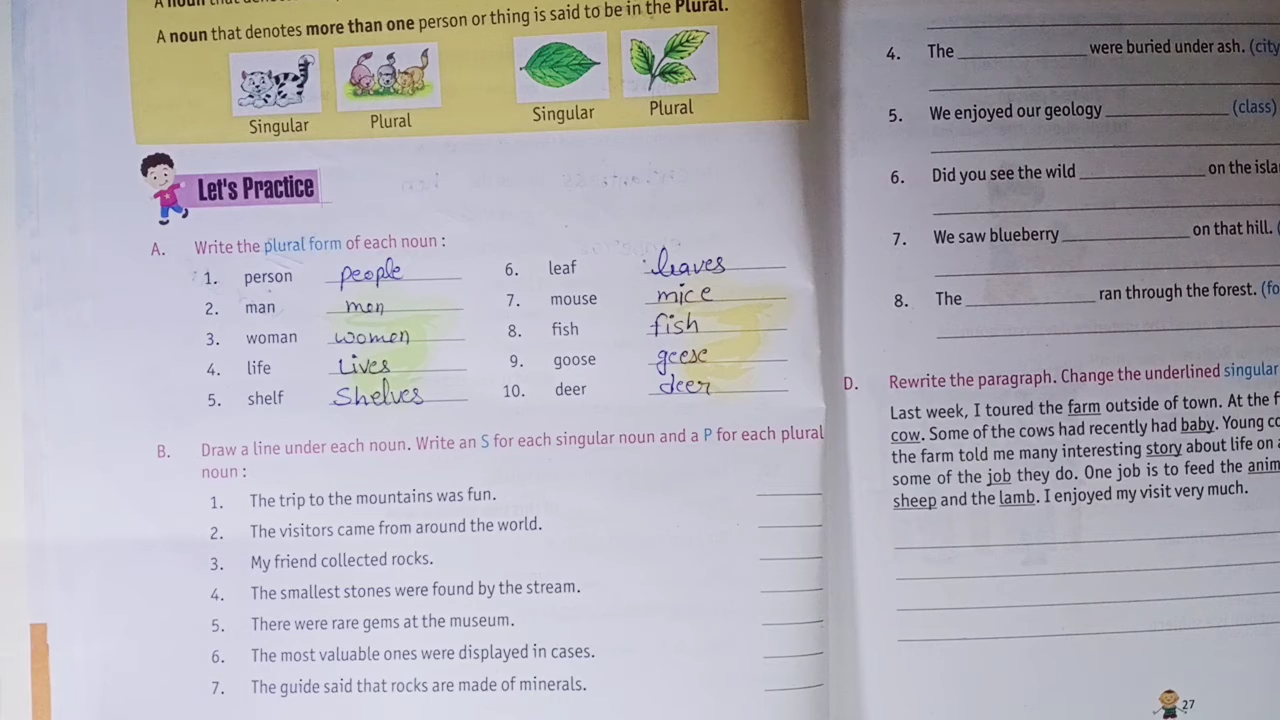 A noun that
A noun that denotes more than one person or thing is said to be in the Plural.
Singular Plural Singular Plural
Let's Practice
A. Write the plural form of each noun :
1. person people
2. man men
3. woman women
4. life Lives
5. shelf Shelves
6. leaf leaves
7. mouse mice
8. fish fish
9. goose geese
10. deer deer
B. Draw a line under each noun. Write an S for each singular noun and a P for each plural
noun :
1. The trip to the mountains was fun.
2. The visitors came from around the world.
3. My friend collected rocks.
4. The smallest stones were found by the stream.
5. There were rare gems at the museum.
6. The most valuable ones were displayed in cases.
7. The guide said that rocks are made of minerals.
4. The ____________ were buried under ash. (city
5. We enjoyed our geology ____________ (class)
6. Did you see the wild ____________ on the isla
7. We saw blueberry ____________ on that hill. (
8. The ____________ ran through the forest. (fo
D. Rewrite the paragraph. Change the underlined singular
Last week, I toured the farm outside of town. At the f
cow. Some of the cows had recently had baby. Young co
the farm told me many interesting story about life on a
some of the job they do. One job is to feed the anim
sheep and the lamb. I enjoyed my visit very much.
27